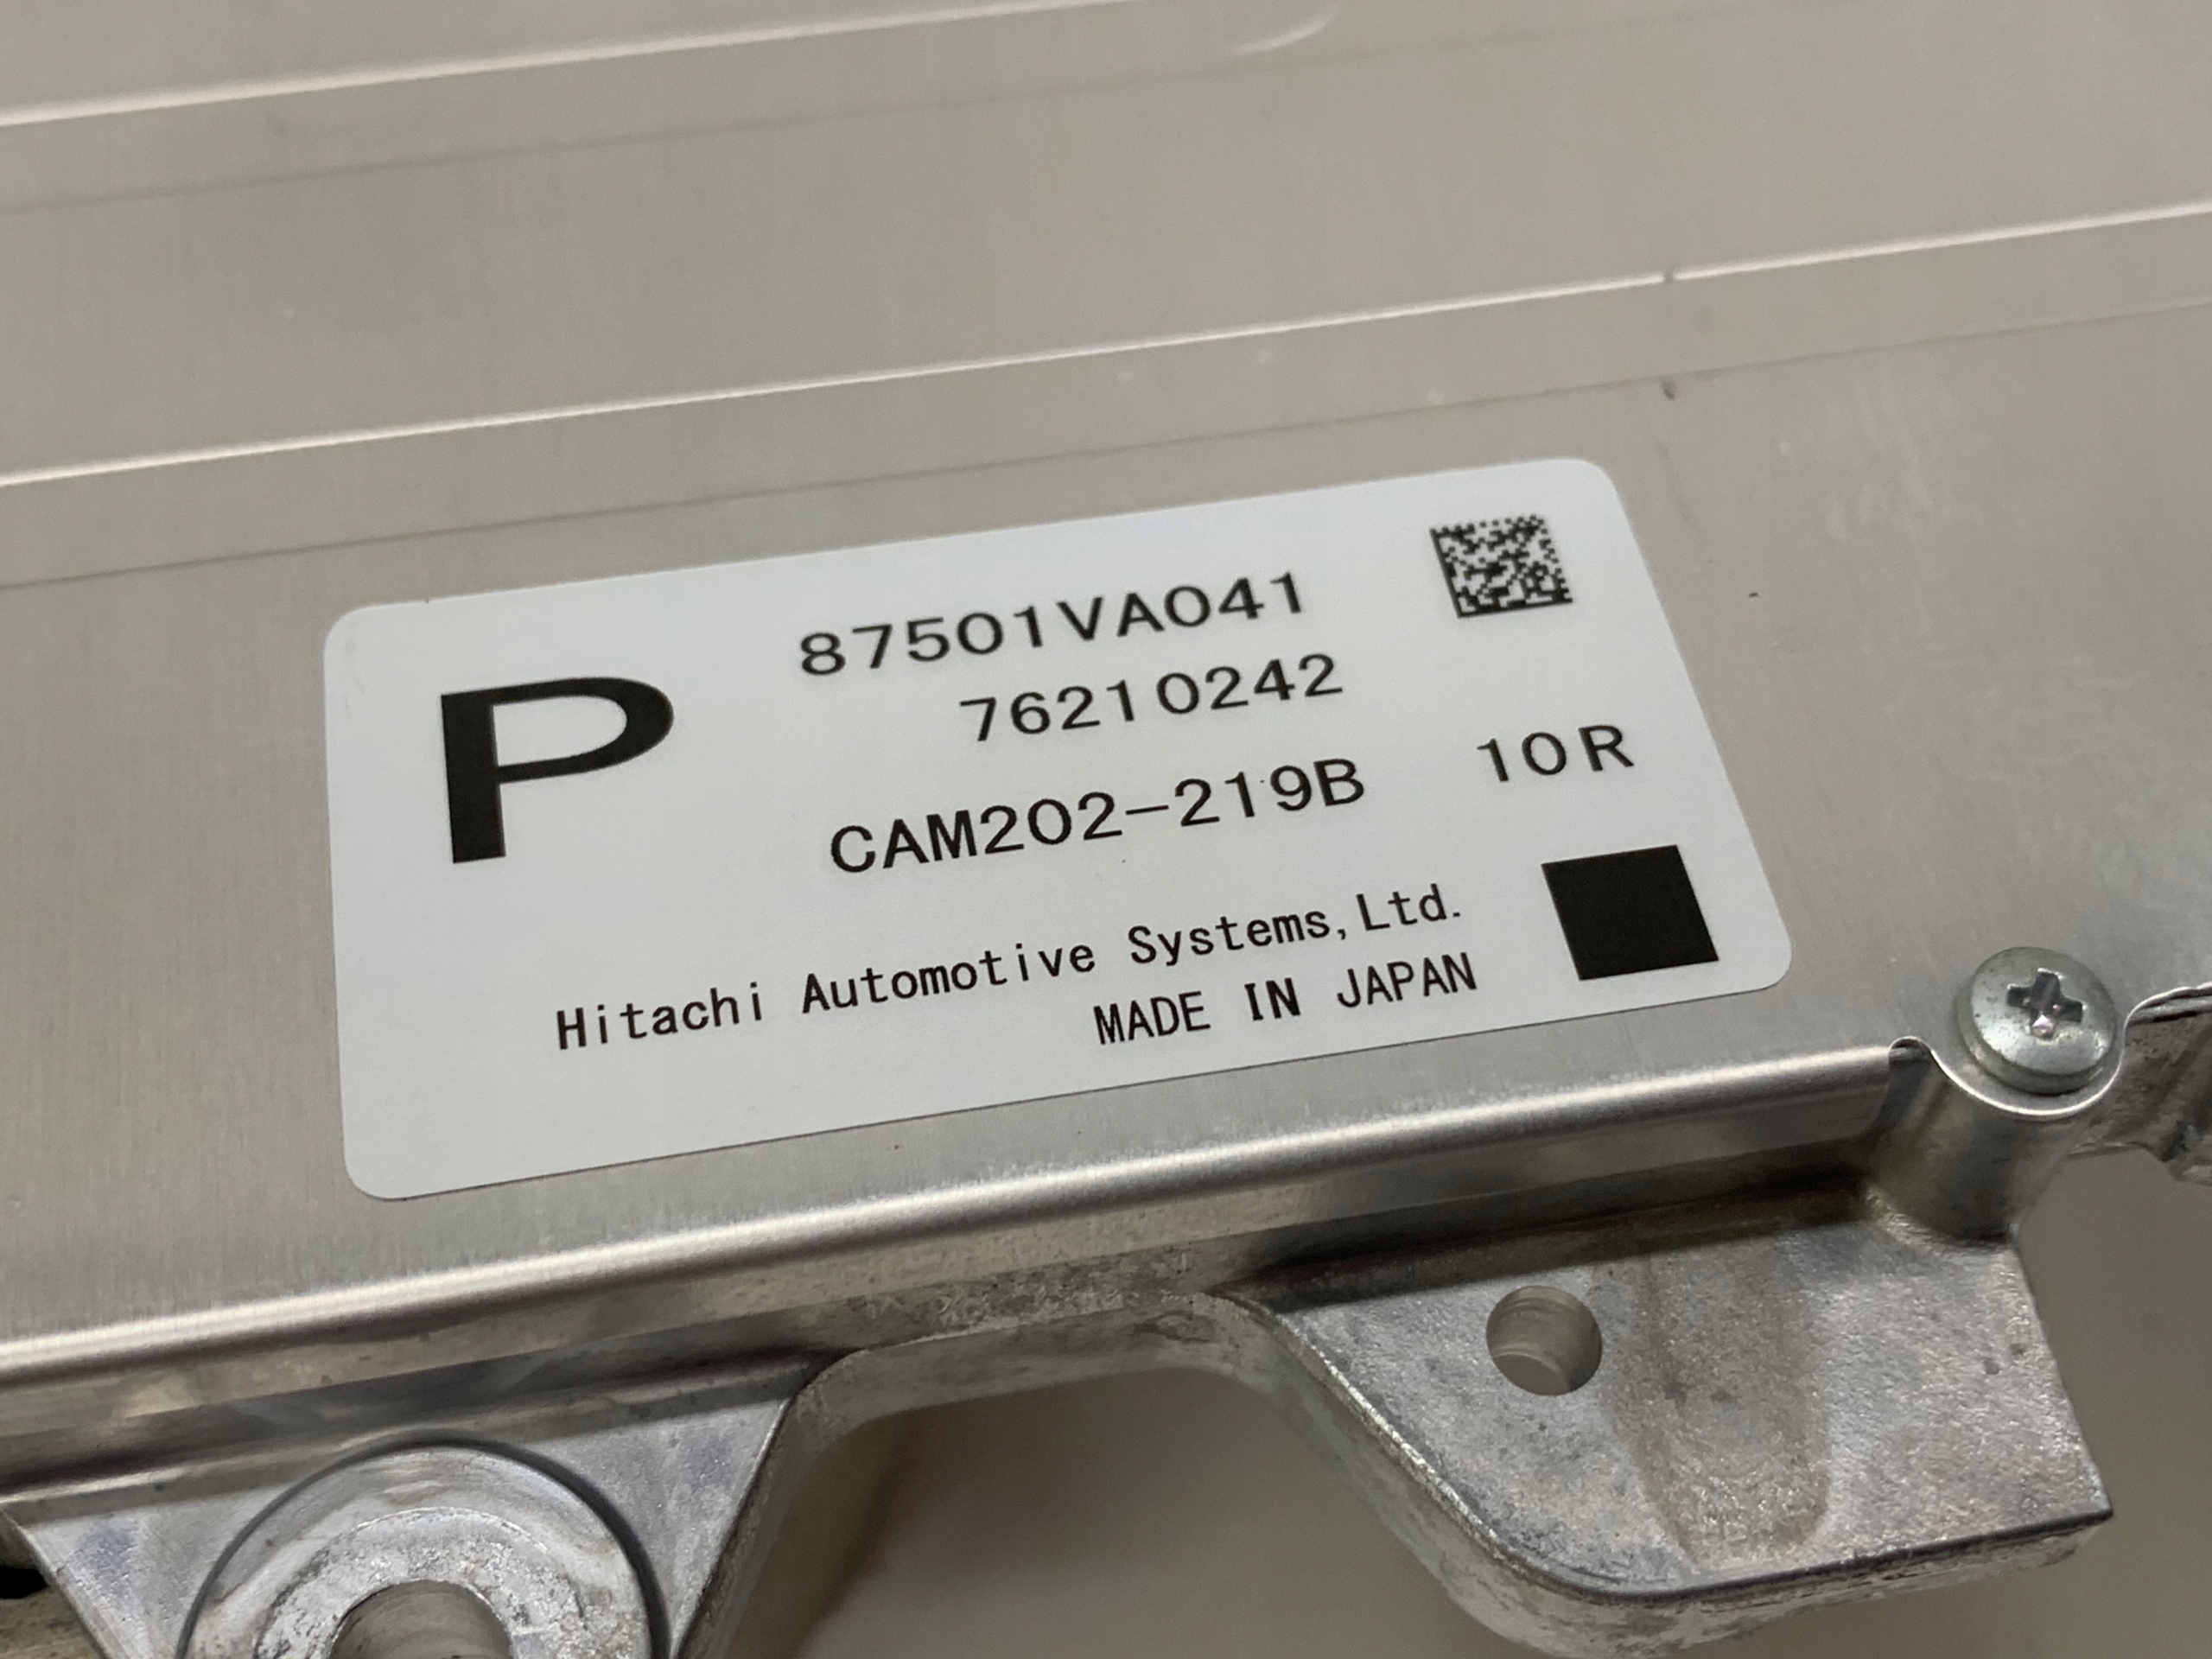 P
87501VA041
76210242
CAM202-219B 10R
Hitachi Automotive Systems,Ltd.
MADE IN JAPAN